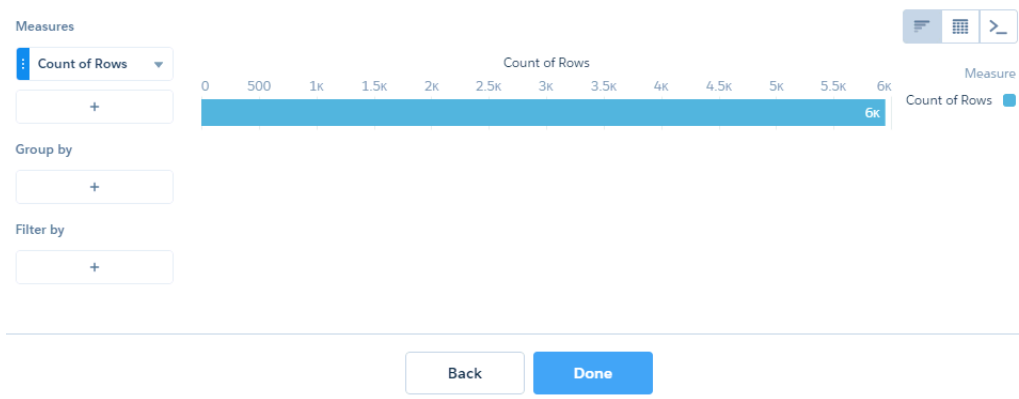 Measures
Count of Rows
+
Group by
+
Filter by
+
Count of Rows
0 500 1K 1.5K 2K 2.5K 3K 3.5K 4K 4.5K 5K 5.5K 6K
6K
Measure
Count of Rows
Back Done